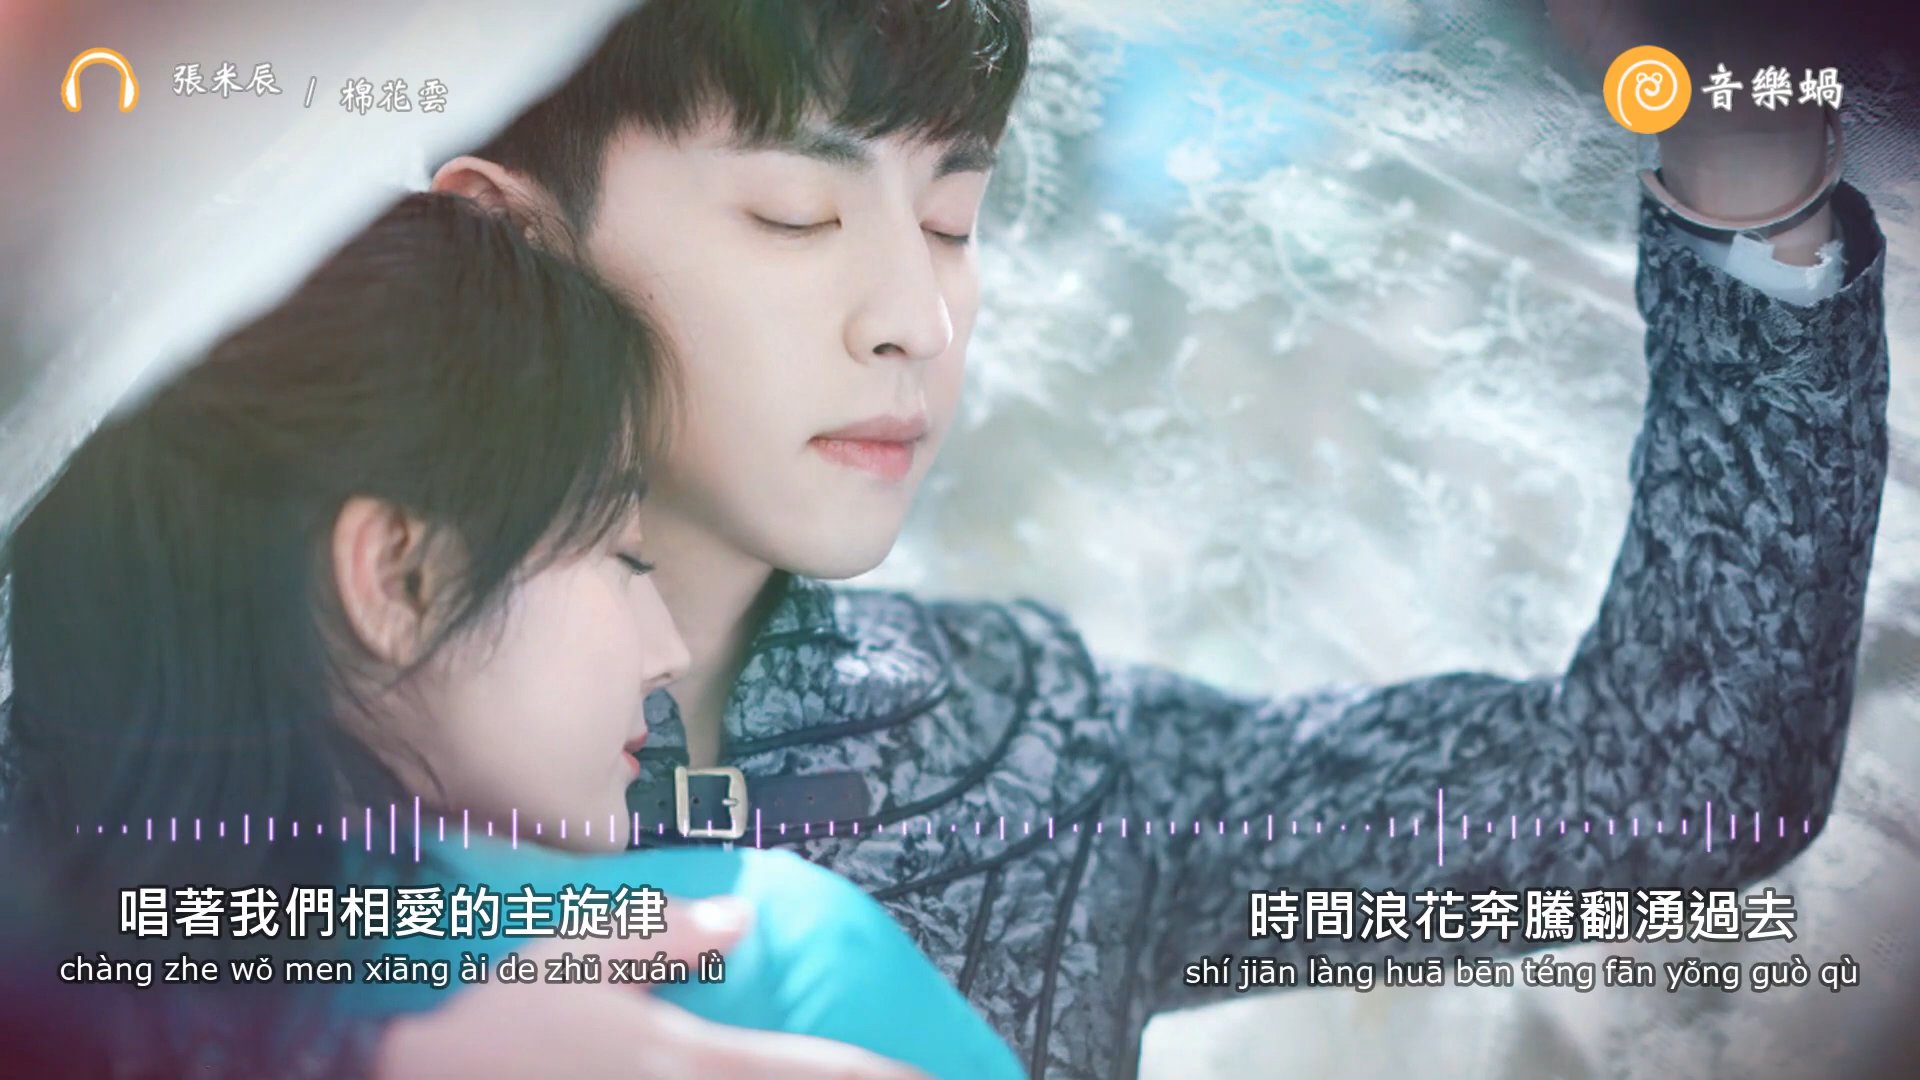 張米辰 / 棉花雲
音樂蝸
唱著我們相愛的主旋律
chàng zhe wǒ men xiāng ài de zhǔ xuán lǜ
時間浪花奔騰翻湧過去
shí jiān làng huā bēn téng fān yǒng guò qù